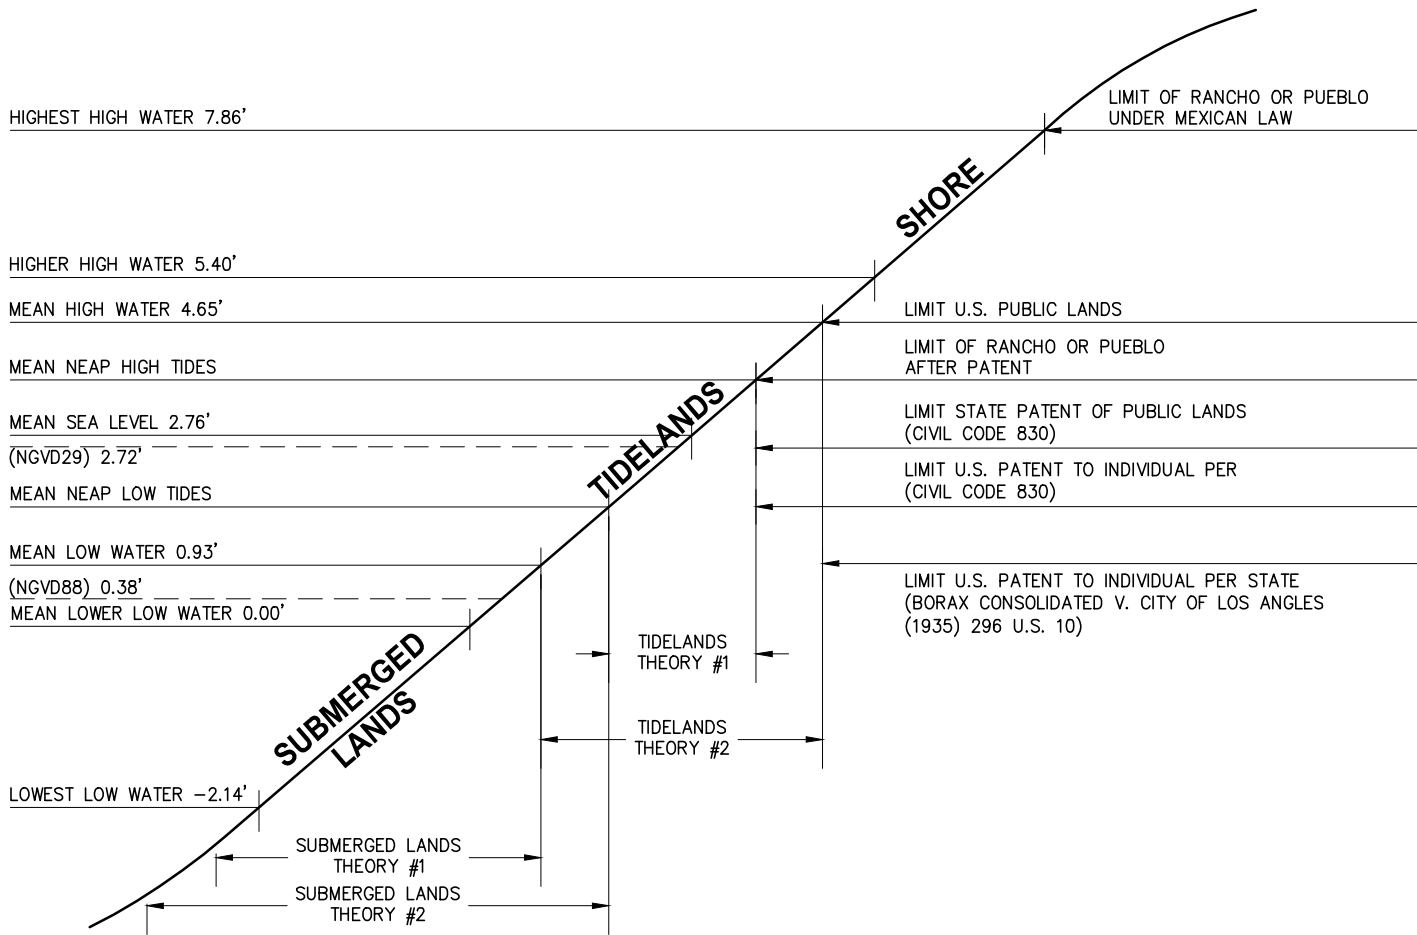 HIGHEST HIGH WATER 7.86'
LIMIT OF RANCHO OR PUEBLO
UNDER MEXICAN LAW
SHORE
HIGHER HIGH WATER 5.40'
MEAN HIGH WATER 4.65'
LIMIT U.S. PUBLIC LANDS
MEAN NEAP HIGH TIDES
LIMIT OF RANCHO OR PUEBLO
AFTER PATENT
MEAN SEA LEVEL 2.76'
(NGVD29) 2.72'
TIDELANDS
LIMIT STATE PATENT OF PUBLIC LANDS
(CIVIL CODE 830)
MEAN NEAP LOW TIDES
LIMIT U.S. PATENT TO INDIVIDUAL PER
(CIVIL CODE 830)
MEAN LOW WATER 0.93'
(NGVD88) 0.38'
MEAN LOWER LOW WATER 0.00'
LIMIT U.S. PATENT TO INDIVIDUAL PER STATE
(BORAX CONSOLIDATED V. CITY OF LOS ANGLES
(1935) 296 U.S. 10)
TIDELANDS
THEORY #1
SUBMERGED
LANDS
TIDELANDS
THEORY #2
LOWEST LOW WATER -2.14'
SUBMERGED LANDS
THEORY #1
SUBMERGED LANDS
THEORY #2